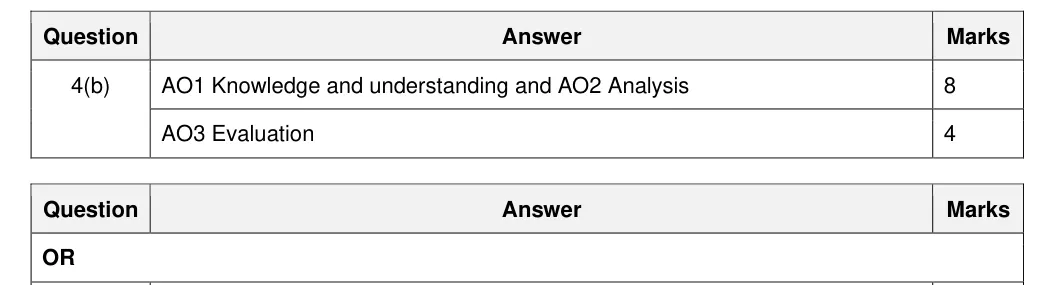 Question Answer Marks
4(b) AO1 Knowledge and understanding and AO2 Analysis 8
AO3 Evaluation 4
Question Answer Marks
OR